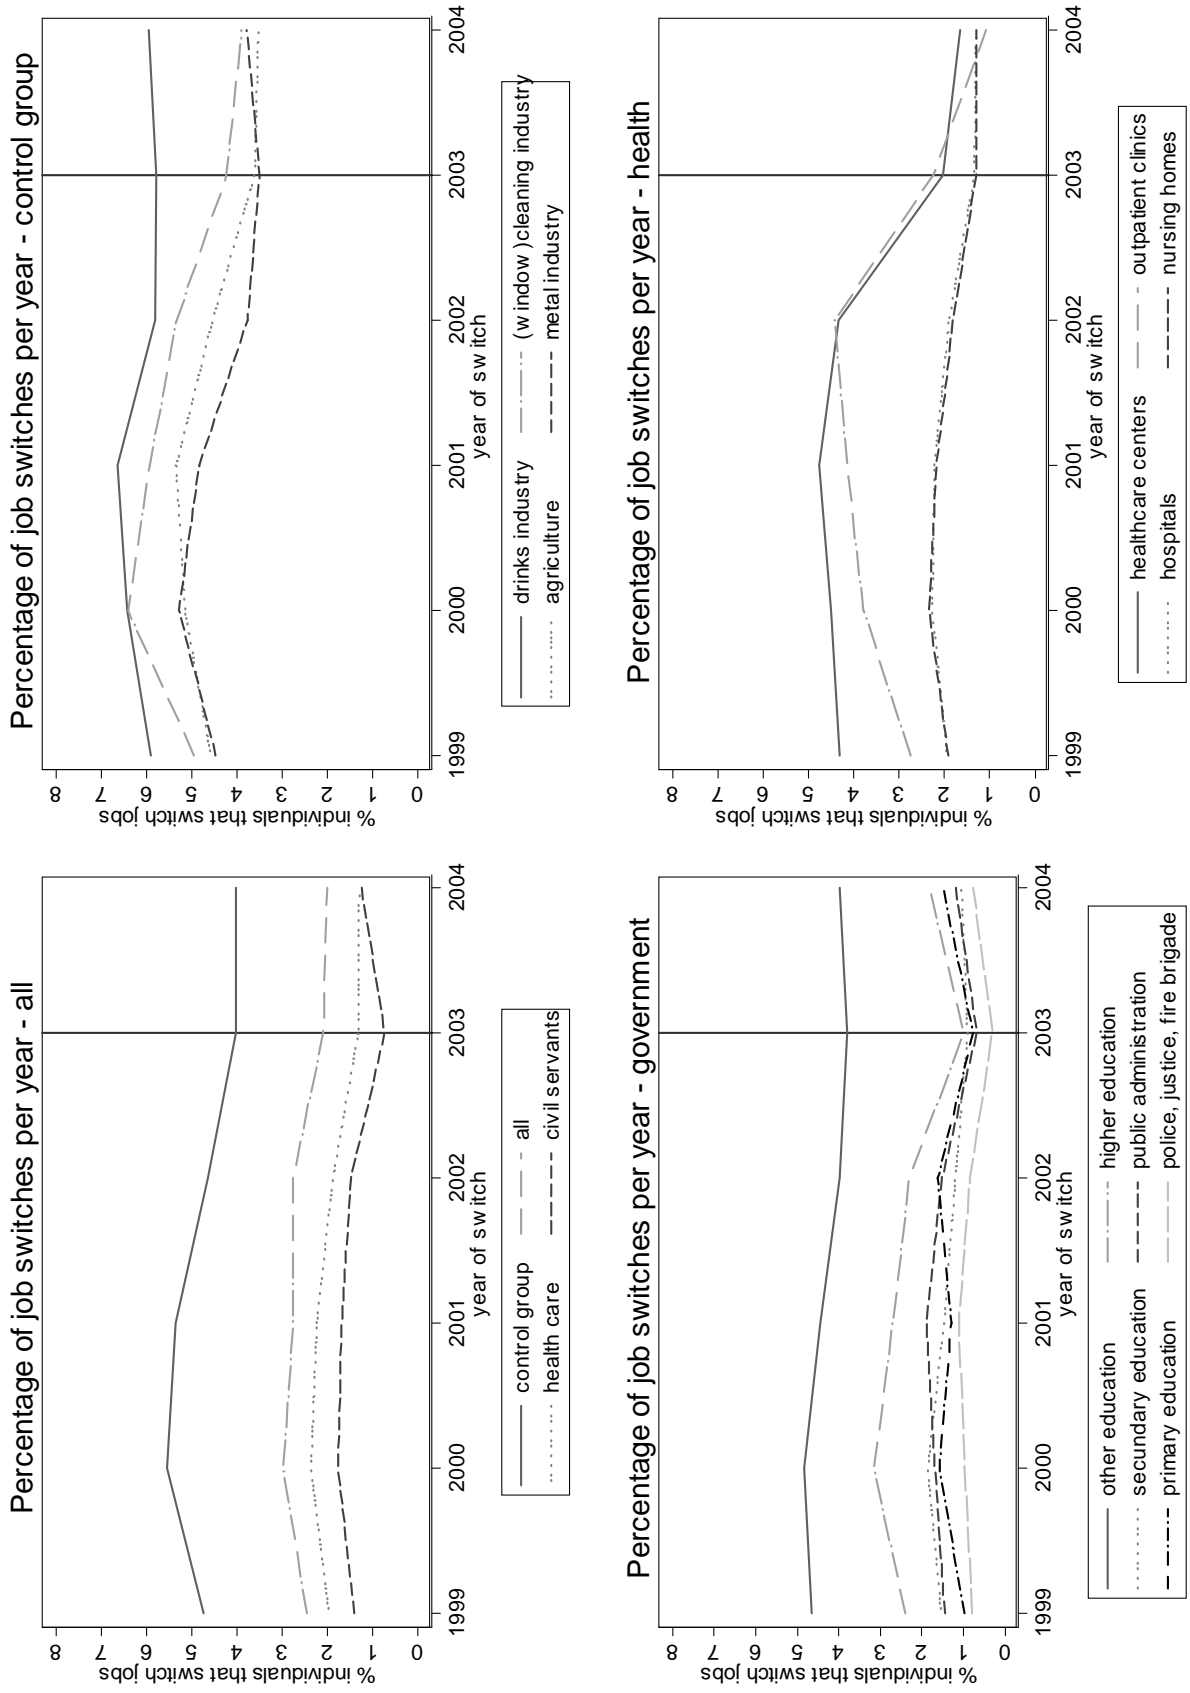 Percentage of job switches per year - all
% individuals that switch jobs
8
7
6
5
4
3
2
1
0
1999 2000 2001 2002 2003 2004
year of switch
control group all
health care civil servants
Percentage of job switches per year - control group
% individuals that switch jobs
8
7
6
5
4
3
2
1
0
1999 2000 2001 2002 2003 2004
year of switch
drinks industry (window )cleaning industry
agriculture metal industry
Percentage of job switches per year - government
% individuals that switch jobs
8
7
6
5
4
3
2
1
0
1999 2000 2001 2002 2003 2004
year of switch
other education higher education
secundary education public administration
primary education police, justice, fire brigade
Percentage of job switches per year - health
% individuals that switch jobs
8
7
6
5
4
3
2
1
0
1999 2000 2001 2002 2003 2004
year of switch
healthcare centers outpatient clinics
hospitals nursing homes